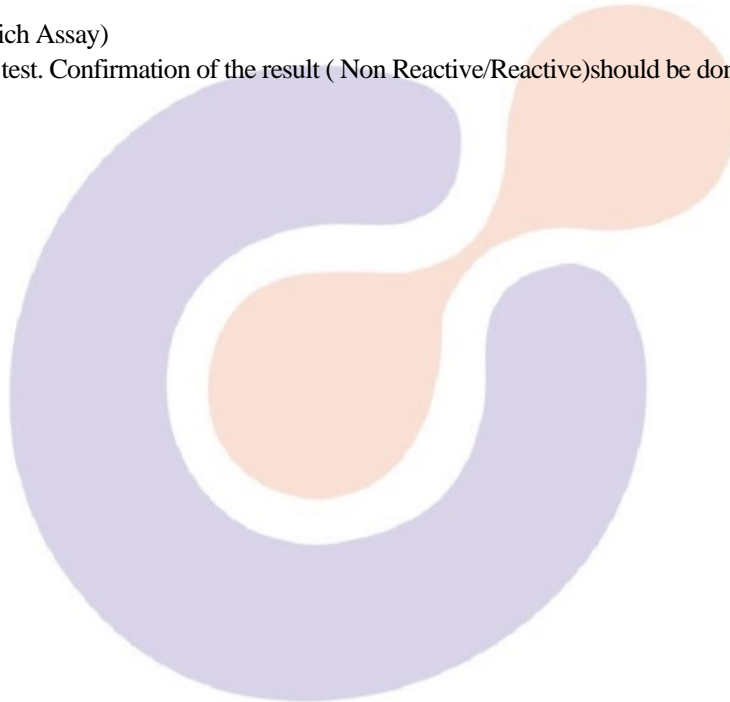 ich Assay)
test. Confirmation of the result ( Non Reactive/Reactive)should be dor